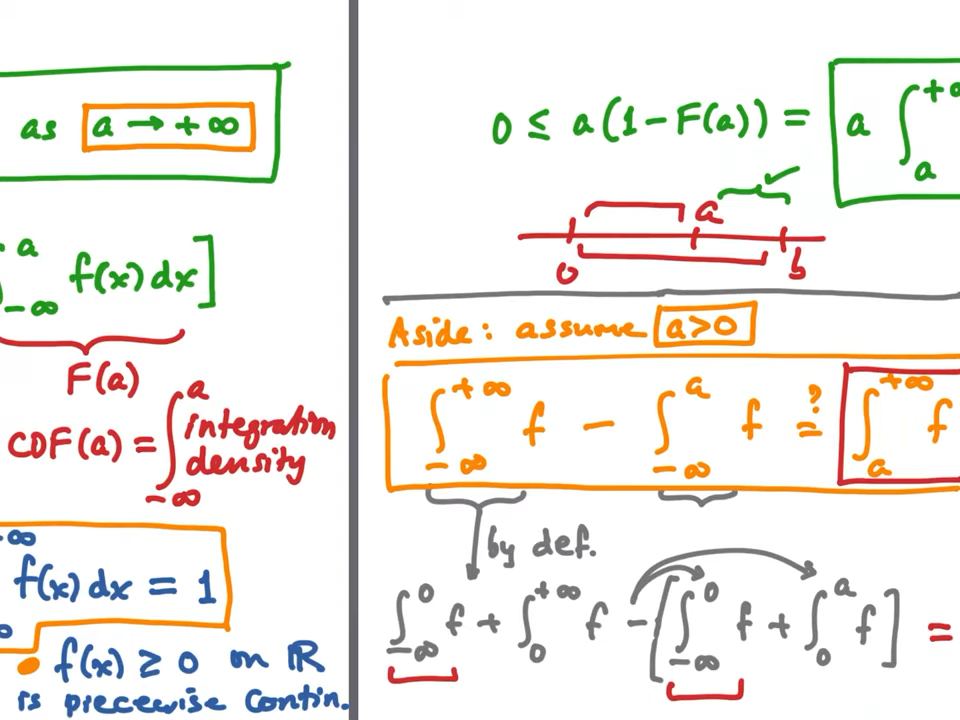 as a → +∞
∫_{-∞}^{a} f(x) dx]
F(a)
CDF(a) = ∫_{-∞}^{a} integration
density
+∞
f(x) dx = 1
∞
• f(x) ≥ 0 on ℝ
is precewise Contin.
0 ≤ a(1 - F(a)) = a ∫_{a}^{+∞}
0 a b
Aside: assume a>0
∫_{-∞}^{+∞} f - ∫_{-∞}^{a} f ≟ ∫_{a}^{+∞} f
by def.
∫_{-∞}^{0} f + ∫_{0}^{+∞} f - [∫_{-∞}^{0} f + ∫_{0}^{a} f] =